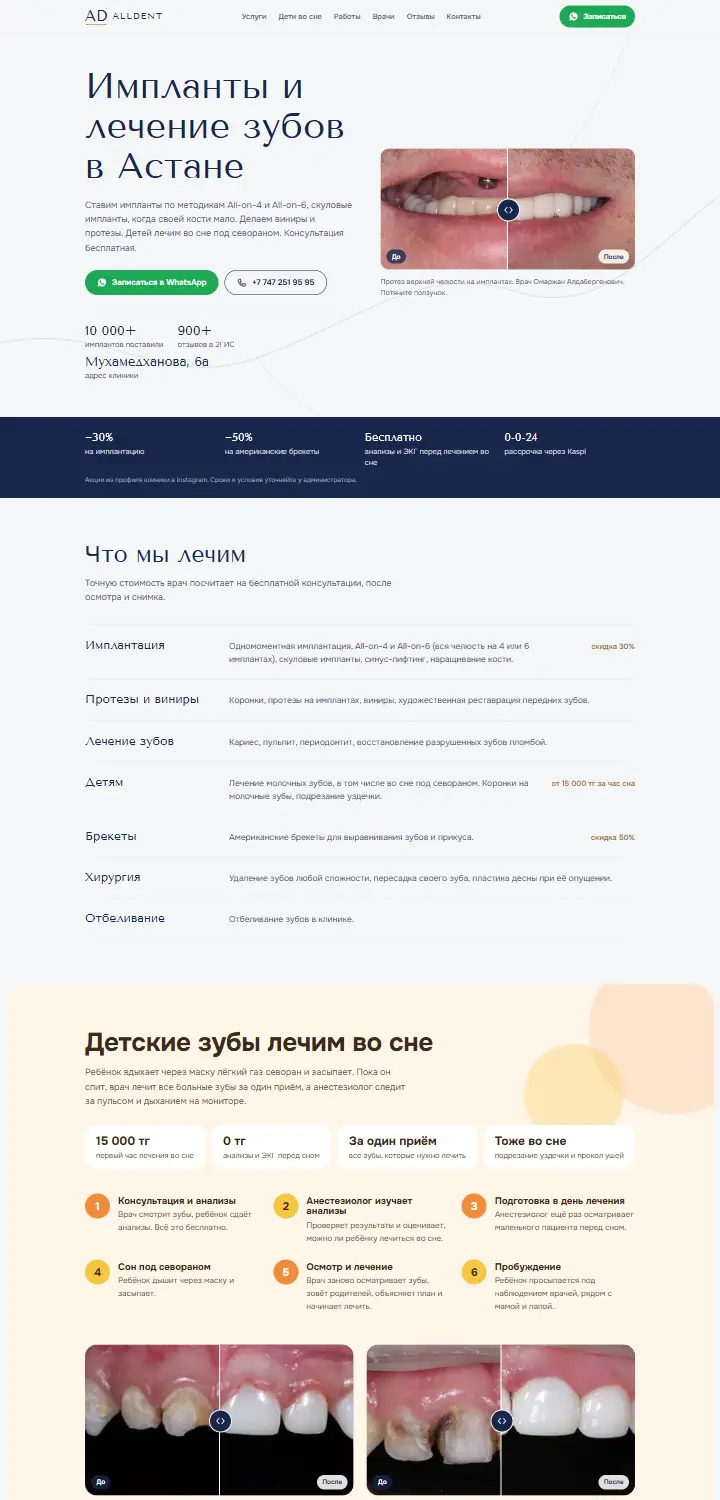 AD ALLDENT
Услуги Дети во сне Работы Врачи Отзывы Контакты
Записаться
Импланты и
лечение зубов
в Астане
Ставим импланты по методикам All-on-4 и All-on-6, скуловые
импланты, когда своей кости мало. Делаем виниры и
протезы. Детей лечим во сне под севораном. Консультация
бесплатная.
Записаться в WhatsApp
+7 747 251 95 95
До
После
Протез верхней челюсти на имплантах. Врач Омаржан Алдабергенович.
Потяните ползунок.
10 000+
имплантов поставили
900+
отзывов в 2ГИС
Мухамедханова, 6а
адрес клиники
−30%
на имплантацию
−50%
на американские брекеты
Бесплатно
анализы и ЭКГ перед лечением во
сне
0-0-24
рассрочка через Kaspi
Акции из профиля клиники в Instagram. Сроки и условия уточняйте у администратора.
Что мы лечим
Точную стоимость врач посчитает на бесплатной консультации, после
осмотра и снимка.
Имплантация
Одномоментная имплантация, All-on-4 и All-on-6 (вся челюсть на 4 или 6
имплантах), скуловые импланты, синус-лифтинг, наращивание кости.
скидка 30%
Протезы и виниры
Коронки, протезы на имплантах, виниры, художественная реставрация передних зубов.
Лечение зубов
Кариес, пульпит, периодонтит, восстановление разрушенных зубов пломбой.
Детям
Лечение молочных зубов, в том числе во сне под севораном. Коронки на
молочные зубы, подрезание уздечки.
от 15 000 тг за час сна
Брекеты
Американские брекеты для выравнивания зубов и прикуса.
скидка 50%
Хирургия
Удаление зубов любой сложности, пересадка своего зуба, пластика десны при её опущении.
Отбеливание
Отбеливание зубов в клинике.
Детские зубы лечим во сне
Ребёнок вдыхает через маску лёгкий газ севоран и засыпает. Пока он
спит, врач лечит все больные зубы за один приём, а анестезиолог следит
за пульсом и дыханием на мониторе.
15 000 тг
первый час лечения во сне
0 тг
анализы и ЭКГ перед сном
За один приём
все зубы, которые нужно лечить
Тоже во сне
подрезание уздечки и прокол ушей
1
Консультация и анализы
Врач смотрит зубы, ребёнок сдаёт
анализы. Всё это бесплатно.
2
Анестезиолог изучает
анализы
Проверяет результаты и оценивает,
можно ли ребёнку лечиться во сне.
3
Подготовка в день лечения
Анестезиолог ещё раз осматривает
маленького пациента перед сном.
4
Сон под севораном
Ребёнок дышит через маску и
засыпает.
5
Осмотр и лечение
Врач заново осматривает зубы,
зовёт родителей, объясняет план и
начинает лечить.
6
Пробуждение
Ребёнок просыпается под
наблюдением врачей, рядом с
мамой и папой.
До
После
До
После